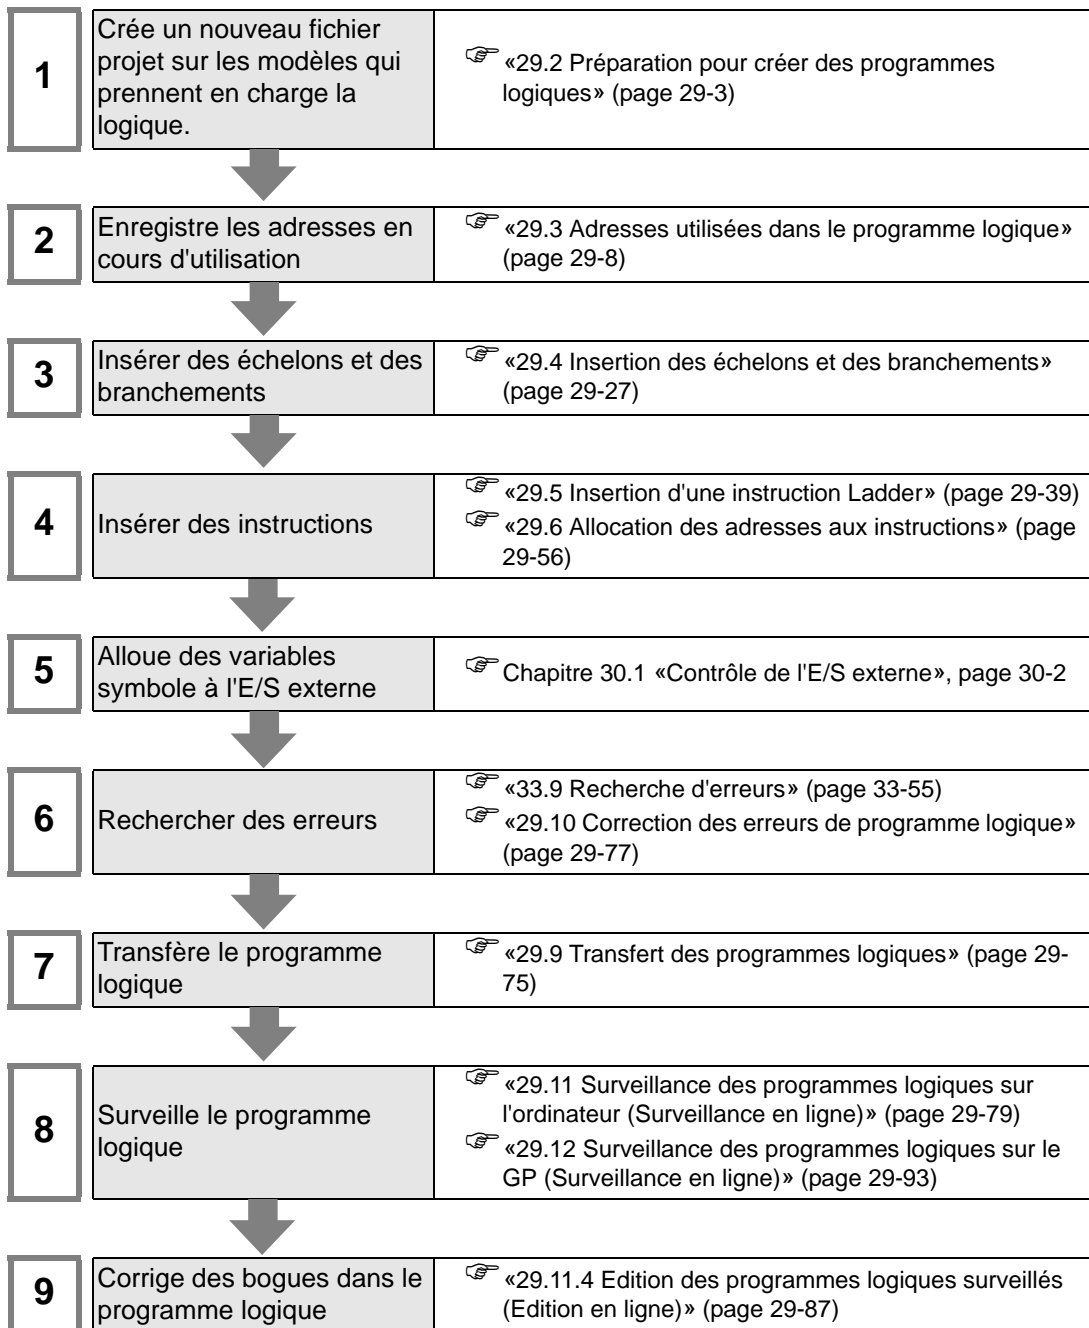 1
Crée un nouveau fichier
projet sur les modèles qui
prennent en charge la
logique.
«29.2 Préparation pour créer des programmes
logiques» (page 29-3)
2
Enregistre les adresses en
cours d'utilisation
«29.3 Adresses utilisées dans le programme logique»
(page 29-8)
3
Insérer des échelons et des
branchements
«29.4 Insertion des échelons et des branchements»
(page 29-27)
4
Insérer des instructions
«29.5 Insertion d'une instruction Ladder» (page 29-39)
«29.6 Allocation des adresses aux instructions» (page
29-56)
5
Alloue des variables
symbole à l'E/S externe
Chapitre 30.1 «Contrôle de l'E/S externe», page 30-2
6
Rechercher des erreurs
«33.9 Recherche d'erreurs» (page 33-55)
«29.10 Correction des erreurs de programme logique»
(page 29-77)
7
Transfère le programme
logique
«29.9 Transfert des programmes logiques» (page 29-
75)
8
Surveille le programme
logique
«29.11 Surveillance des programmes logiques sur
l'ordinateur (Surveillance en ligne)» (page 29-79)
«29.12 Surveillance des programmes logiques sur le
GP (Surveillance en ligne)» (page 29-93)
9
Corrige des bogues dans le
programme logique
«29.11.4 Edition des programmes logiques surveillés
(Edition en ligne)» (page 29-87)